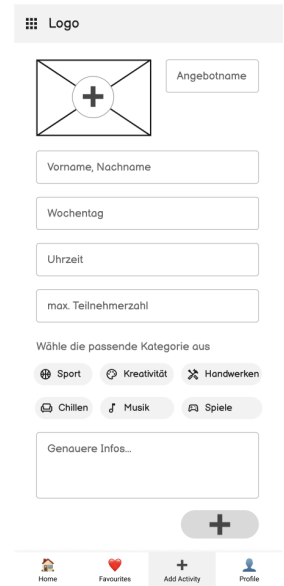 Logo
Angebotname
Vorname, Nachname
Wochentag
Uhrzeit
max. Teilnehmerzahl
Wähle die passende Kategorie aus
Sport Kreativität Handwerken
Chillen Musik Spiele
Genauere Infos...
Home Favourites Add Activity Profile